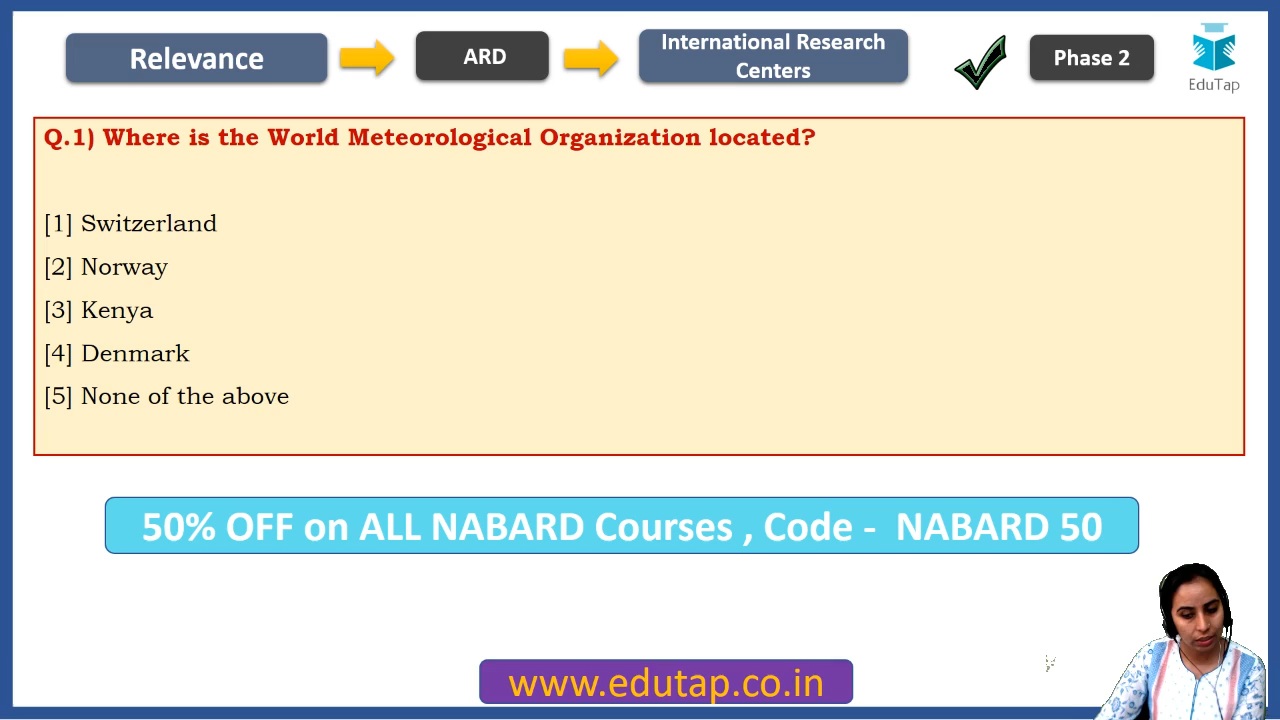 Relevance
ARD
International Research
Centers
Phase 2
EduTap
Q.1) Where is the World Meteorological Organization located?
[1] Switzerland
[2] Norway
[3] Kenya
[4] Denmark
[5] None of the above
50% OFF on ALL NABARD Courses , Code -  NABARD 50
www.edutap.co.in